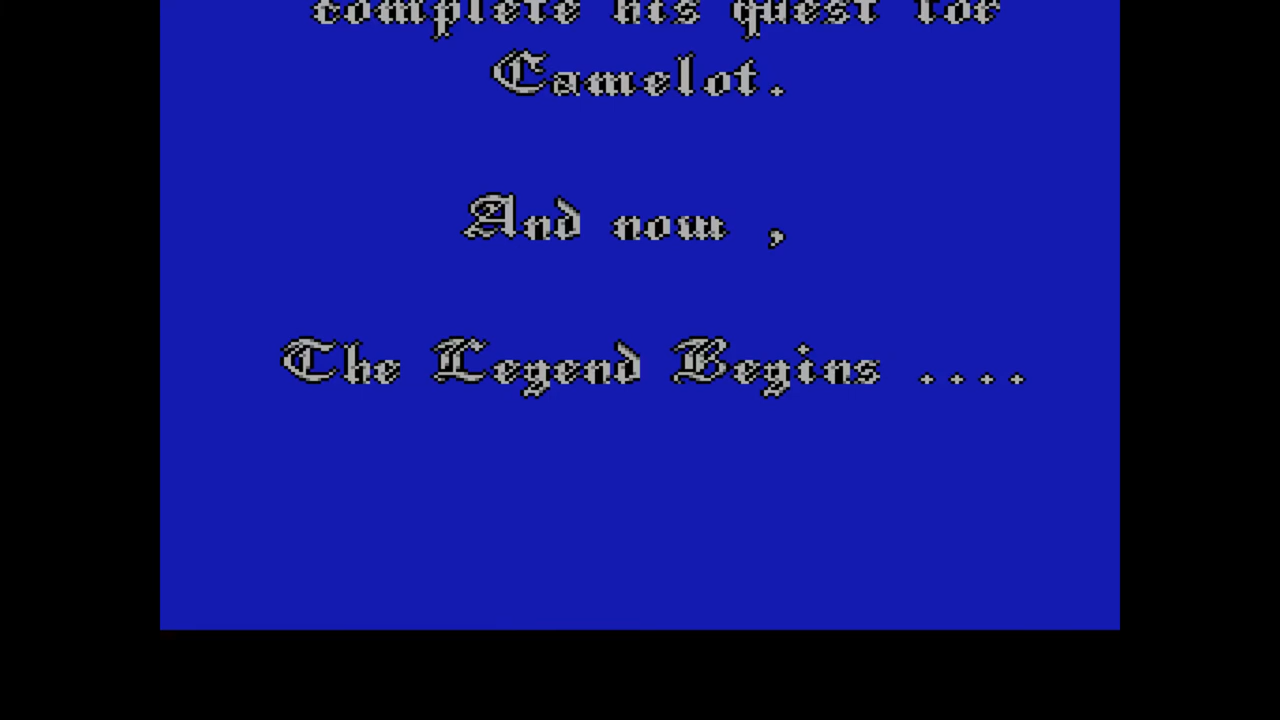 complete his quest for
Camelot.
And now ,
The Legend Begins ....